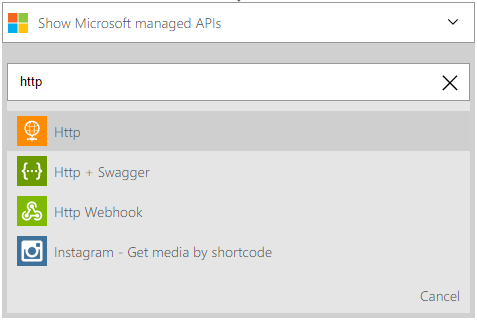 Show Microsoft managed APIs
http
Http
Http + Swagger
Http Webhook
Instagram - Get media by shortcode
Cancel